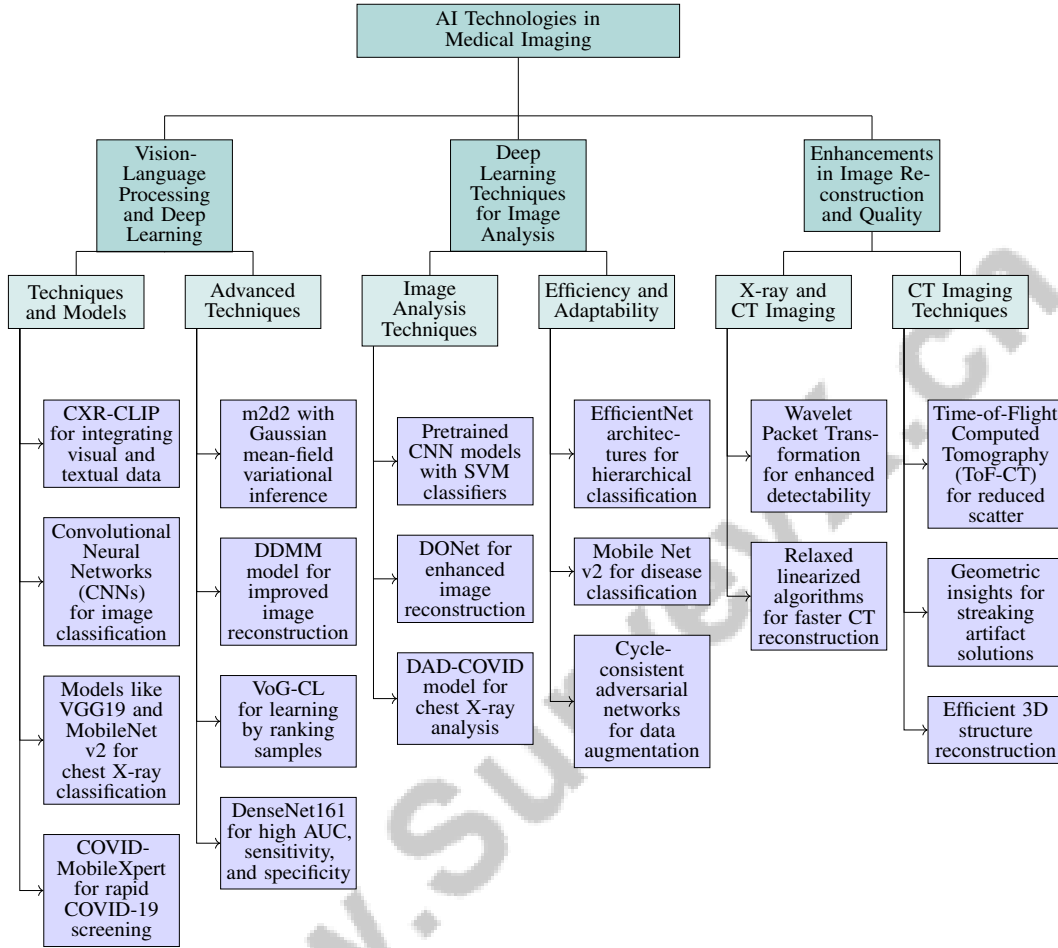 AI Technologies in
Medical Imaging
Vision-
Language
Processing
and Deep
Learning
Deep
Learning
Techniques
for Image
Analysis
Enhancements
in Image Re-
construction
and Quality
Techniques
and Models
Advanced
Techniques
Image
Analysis
Techniques
Efficiency and
Adaptability
X-ray and
CT Imaging
CT Imaging
Techniques
CXR-CLIP
for integrating
visual and
textual data
Convolutional
Neural
Networks
(CNNs)
for image
classification
Models like
VGG19 and
MobileNet
v2 for
chest X-ray
classification
COVID-
MobileXpert
for rapid
COVID-19
screening
m2d2 with
Gaussian
mean-field
variational
inference
DDMM
model for
improved
image
reconstruction
VoG-CL
for learning
by ranking
samples
DenseNet161
for high AUC,
sensitivity,
and specificity
Pretrained
CNN models
with SVM
classifiers
DONet for
enhanced
image
reconstruction
DAD-COVID
model for
chest X-ray
analysis
EfficientNet
architec-
tures for
hierarchical
classification
Mobile Net
v2 for disease
classification
Cycle-
consistent
adversarial
networks
for data
augmentation
Wavelet
Packet Trans-
formation
for enhanced
detectability
Relaxed
linearized
algorithms
for faster CT
reconstruction
Time-of-Flight
Computed
Tomography
(ToF-CT)
for reduced
scatter
Geometric
insights for
streaking
artifact
solutions
Efficient 3D
structure
reconstruction